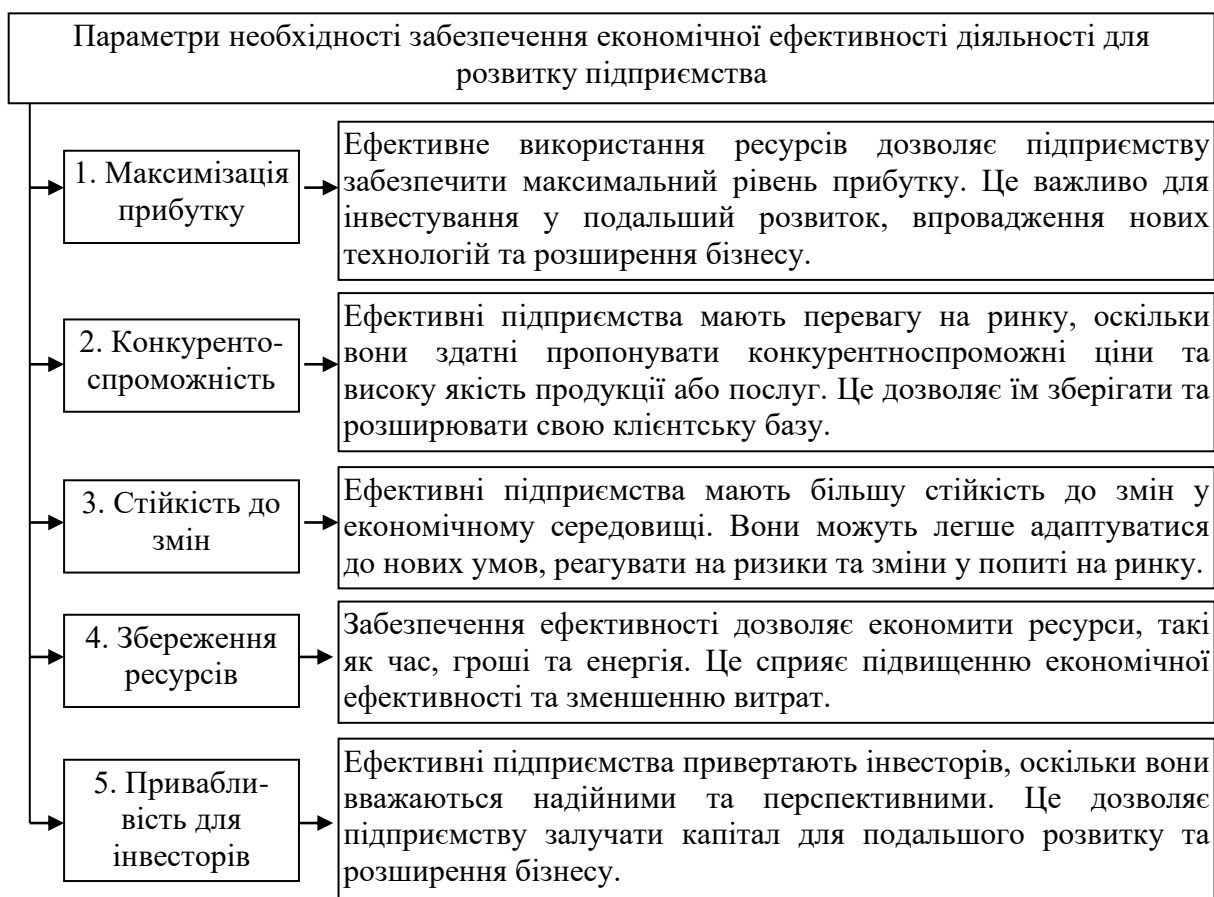 Параметри необхідності забезпечення економічної ефективності діяльності для
розвитку підприємства
1. Максимізація
прибутку
Ефективне використання ресурсів дозволяє підприємству
забезпечити максимальний рівень прибутку. Це важливо для
інвестування у подальший розвиток, впровадження нових
технологій та розширення бізнесу.
2. Конкуренто-
спроможність
Ефективні підприємства мають перевагу на ринку, оскільки
вони здатні пропонувати конкурентноспроможні ціни та
високу якість продукції або послуг. Це дозволяє їм зберігати та
розширювати свою клієнтську базу.
3. Стійкість до
змін
Ефективні підприємства мають більшу стійкість до змін у
економічному середовищі. Вони можуть легше адаптуватися
до нових умов, реагувати на ризики та зміни у попиті на ринку.
4. Збереження
ресурсів
Забезпечення ефективності дозволяє економити ресурси, такі
як час, гроші та енергія. Це сприяє підвищенню економічної
ефективності та зменшенню витрат.
5. Привабли-
вість для
інвесторів
Ефективні підприємства привертають інвесторів, оскільки вони
вважаються надійними та перспективними. Це дозволяє
підприємству залучати капітал для подальшого розвитку та
розширення бізнесу.